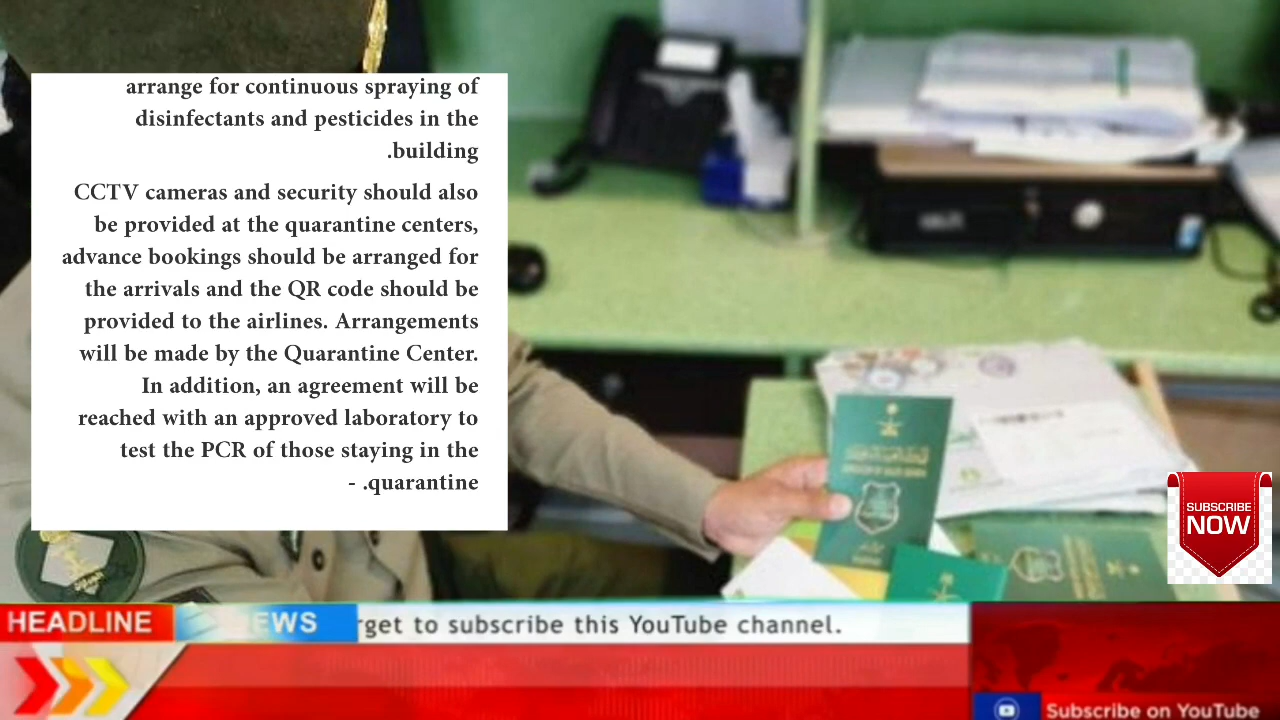 arrange for continuous spraying of
disinfectants and pesticides in the
.building
CCTV cameras and security should also
be provided at the quarantine centers,
advance bookings should be arranged for
the arrivals and the QR code should be
provided to the airlines. Arrangements
will be made by the Quarantine Center.
In addition, an agreement will be
reached with an approved laboratory to
test the PCR of those staying in the
- .quarantine
SUBSCRIBE
NOW
HEADLINE
EWS
rget to subscribe this YouTube channel.
Subscribe on YouTube